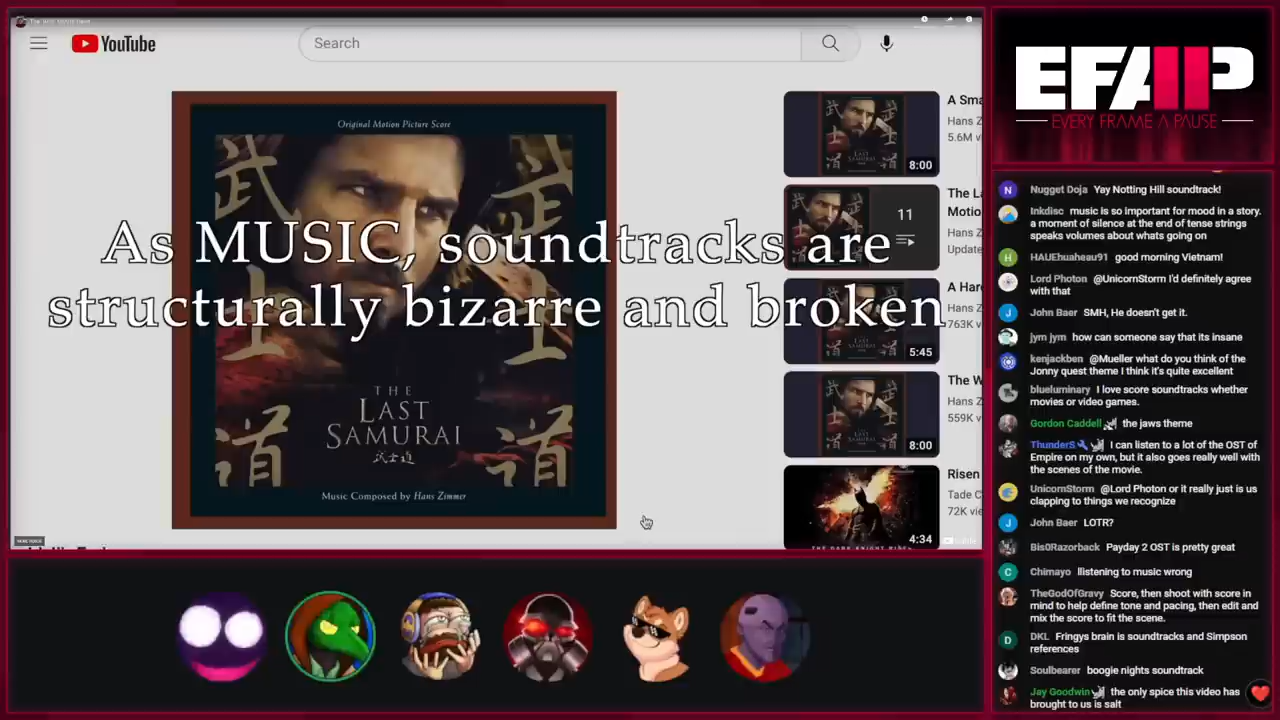 YouTube
Search
Original Motion Picture Score
武
士
道
武
士
道
As MUSIC, soundtracks are
structurally bizarre and broken
THE
LAST
SAMURAI
武士道
Music Composed by Hans Zimmer
A Sma
Hans Z
5.6M v
8:00
The La
Motio
Hans Z
Update
11
A Hard
Hans Z
763K v
5:45
The W
Hans Z
559K v
8:00
Risen
Tade C
72K vie
4:34
EFAP
EVERY FRAME A PAUSE
Nugget Doja Yay Notting Hill soundtrack!
Inkdisc music is so important for mood in a story.
a moment of silence at the end of tense strings
speaks volumes about whats going on
HAUEhuaheau91 good morning Vietnam!
Lord Photon @UnicornStorm I'd definitely agree
with that
John Baer SMH, He doesn't get it.
jym jym how can someone say that its insane
kenjackben @Mueller what do you think of the
Jonny quest theme I think it's quite excellent
blueluminary I love score soundtracks whether
movies or video games.
Gordon Caddell the jaws theme
ThunderS I can listen to a lot of the OST of
Empire on my own, but it also goes really well with
the scenes of the movie.
UnicornStorm @Lord Photon or it really just is us
clapping to things we recognize
John Baer LOTR?
Bis0Razorback Payday 2 OST is pretty great
Chimayo llistening to music wrong
TheGodOfGravy Score, then shoot with score in
mind to help define tone and pacing, then edit and
mix the score to fit the scene.
DKL Fringys brain is soundtracks and Simpson
references
Soulbearer boogie nights soundtrack
Jay Goodwin the only spice this video has
brought to us is salt